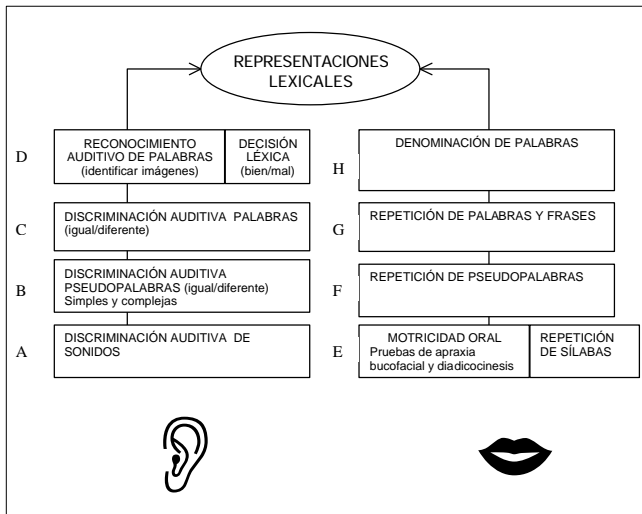 REPRESENTACIONES
LEXICALES
D
RECONOCIMIENTO
AUDITIVO DE PALABRAS
(identificar imágenes)
DECISIÓN
LÉXICA
(bien/mal)
C
DISCRIMINACIÓN AUDITIVA PALABRAS
(igual/diferente)
B
DISCRIMINACIÓN AUDITIVA
PSEUDOPALABRAS (igual/diferente)
Simples y complejas
A
DISCRIMINACIÓN AUDITIVA DE
SONIDOS
H
DENOMINACIÓN DE PALABRAS
G
REPETICIÓN DE PALABRAS Y FRASES
F
REPETICIÓN DE PSEUDOPALABRAS
E
MOTRICIDAD ORAL
Pruebas de apraxia
bucofacial y diadicocinesis
REPETICIÓN
DE SÍLABAS